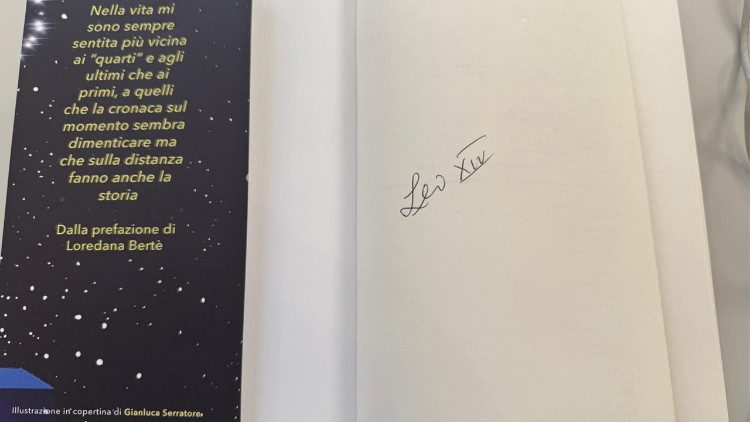 Nella vita mi
sono sempre
sentita più vicina
ai "quarti" e agli
ultimi che ai
primi, a quelli
che la cronaca sul
momento sembra
dimenticare ma
che sulla distanza
fanno anche la
storia
Dalla prefazione di
Loredana Bertè
Illustrazione in copertina di Gianluca Serratore
Leo XIV